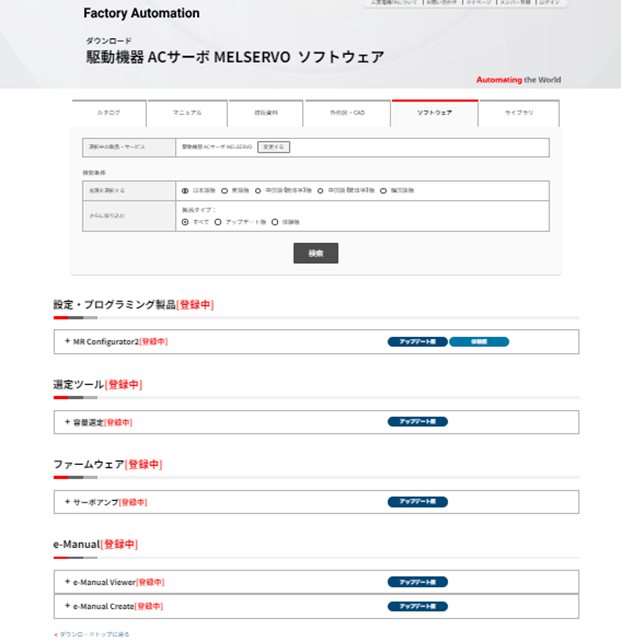 三菱電機FAについて お問い合わせ マイページ メンバー登録 ログイン
Factory Automation
ダウンロード
駆動機器 ACサーボ MELSERVO ソフトウェア
Automating the World
カタログ マニュアル 技術資料 外形図・CAD ソフトウェア ライブラリ
選択中の製品・サービス 駆動機器 ACサーボ MELSERVO 変更する
検索条件
言語を選択する 日本語版 英語版 中国語(簡体字)版 中国語(繁体字)版 韓国語版
さらに絞り込む 製品タイプ：
すべて アップデート版 体験版
検索
設定・プログラミング製品[登録中]
+ MR Configurator2[登録中] アップデート版 体験版
選定ツール[登録中]
+ 容量選定[登録中] アップデート版
ファームウェア[登録中]
+ サーボアンプ[登録中] アップデート版
e-Manual[登録中]
+ e-Manual Viewer[登録中] アップデート版
+ e-Manual Create[登録中] アップデート版
ダウンロードトップに戻る